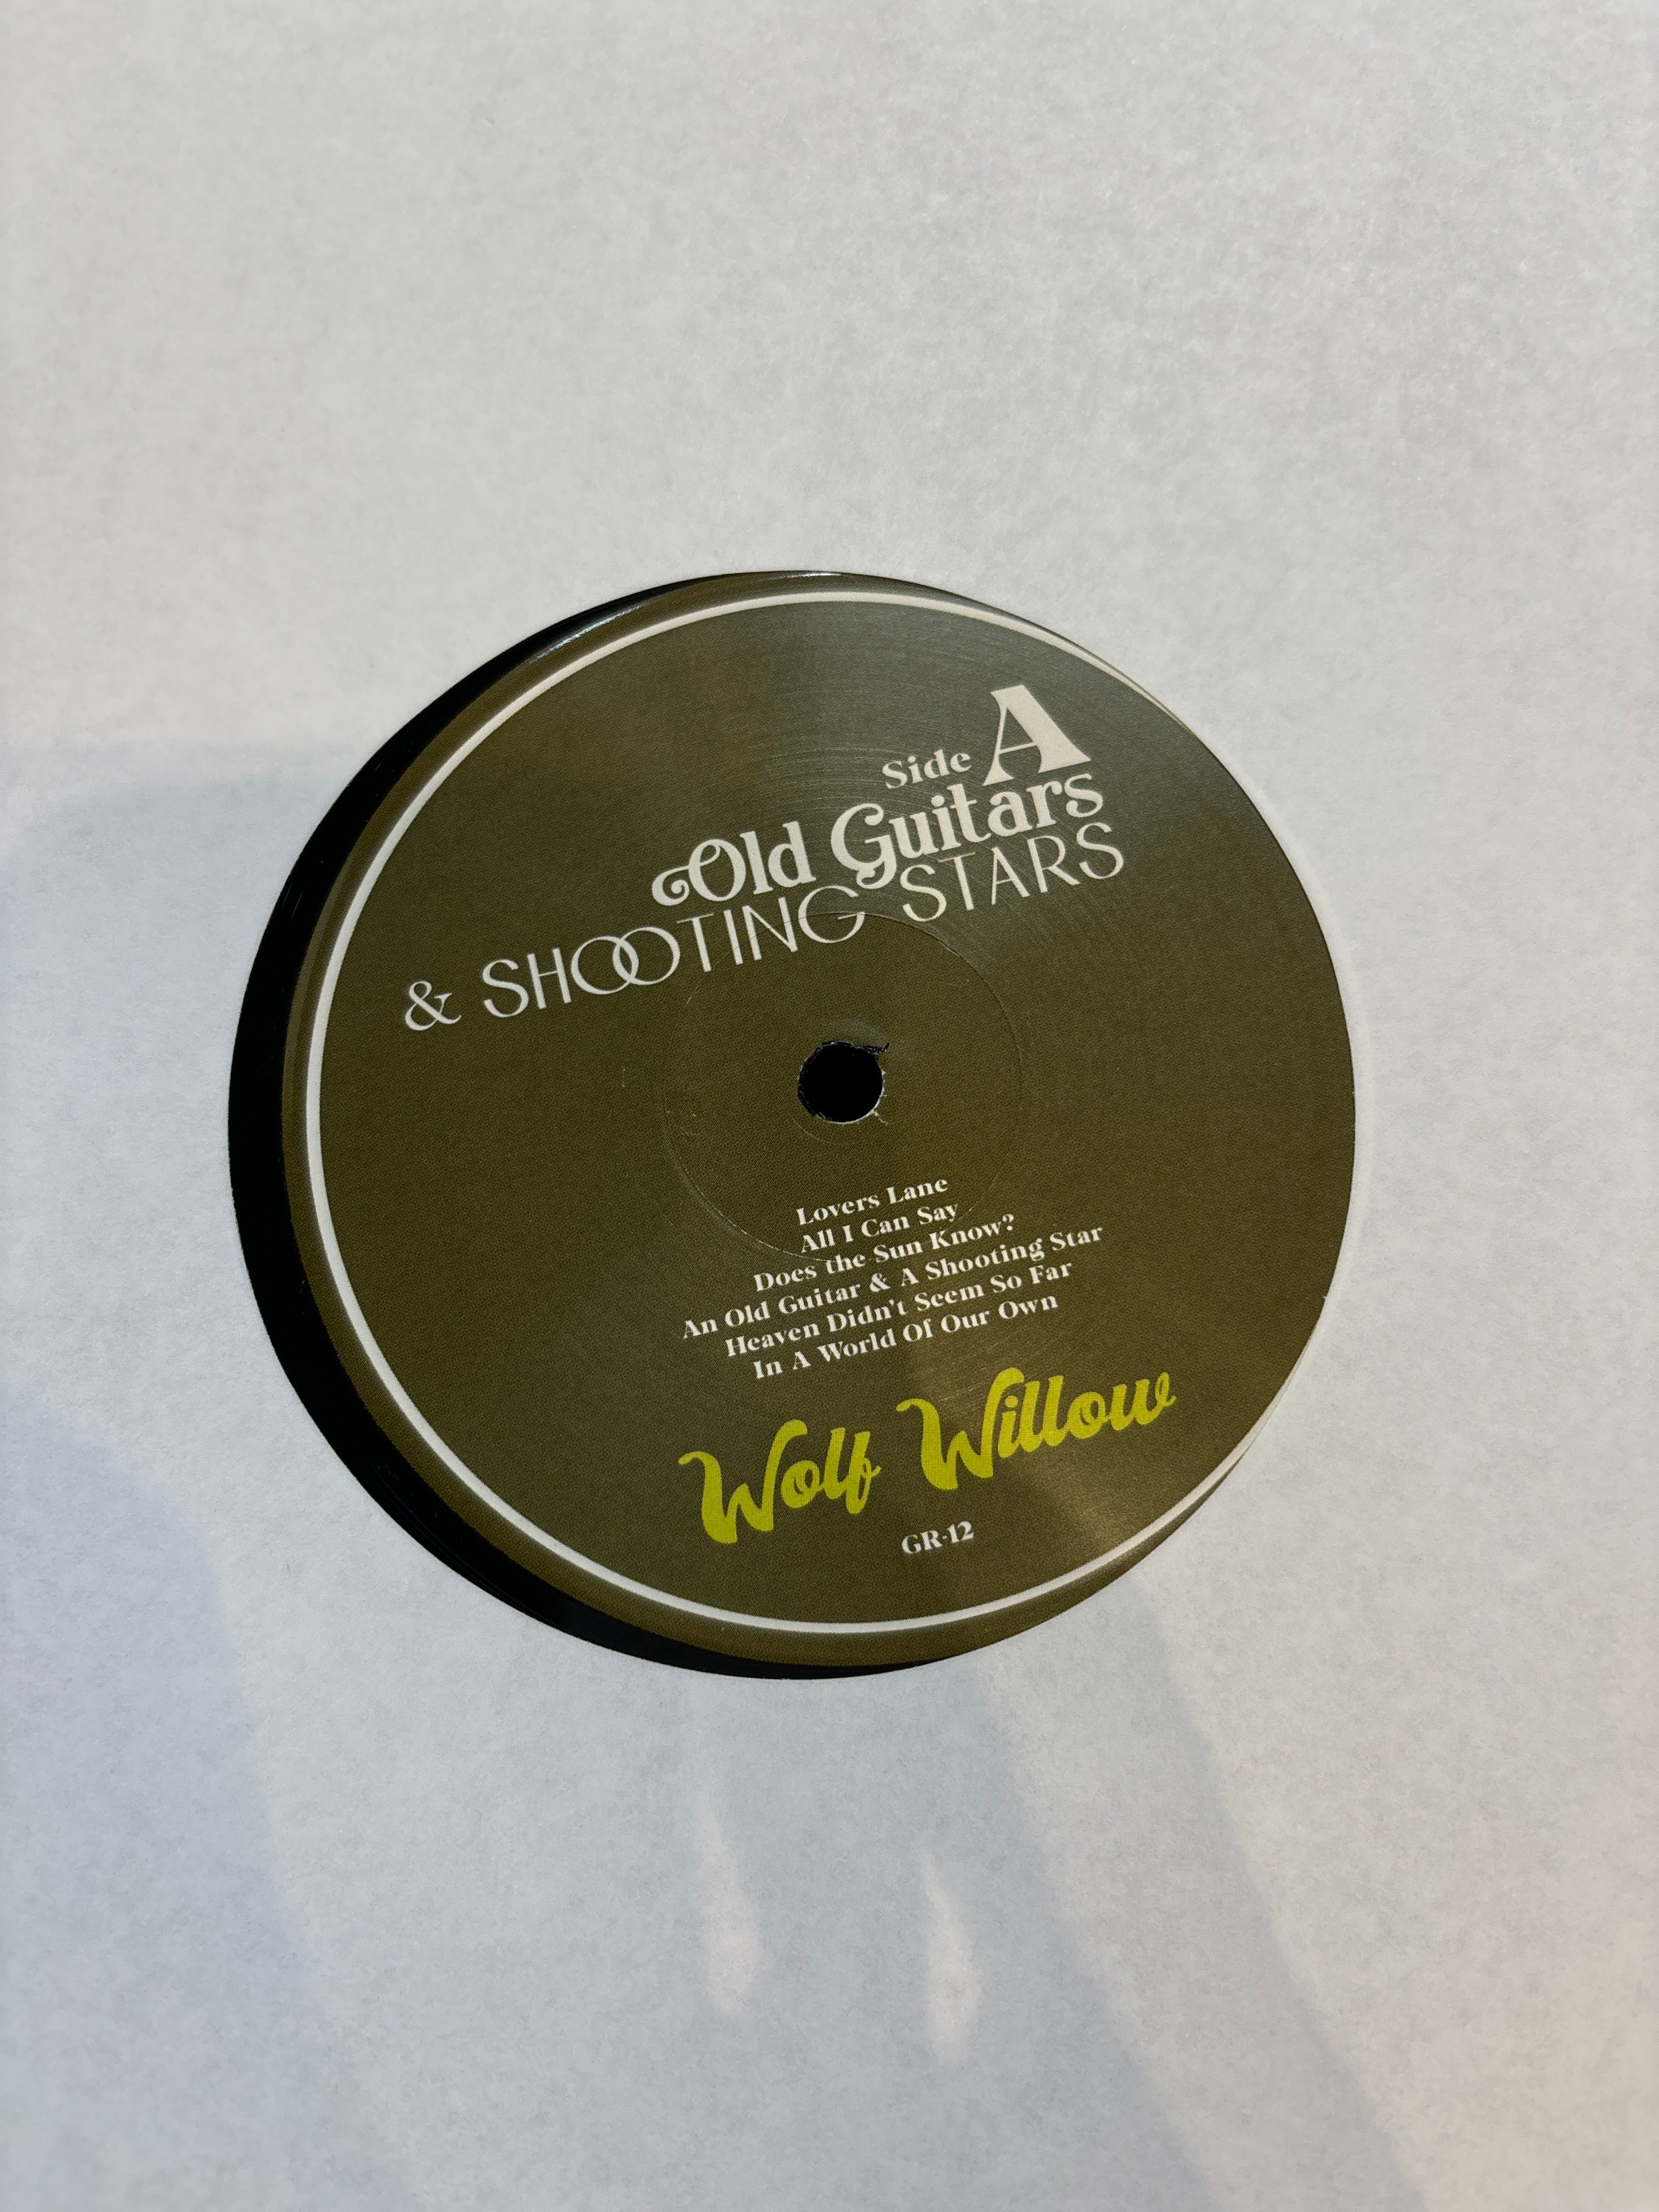 Side A
Old Guitars
& SHOOTING STARS
Lovers Lane
All I Can Say
Does the Sun Know?
An Old Guitar & A Shooting Star
Heaven Didn't Seem So Far
In A World Of Our Own
Wolf Willow
GR-12